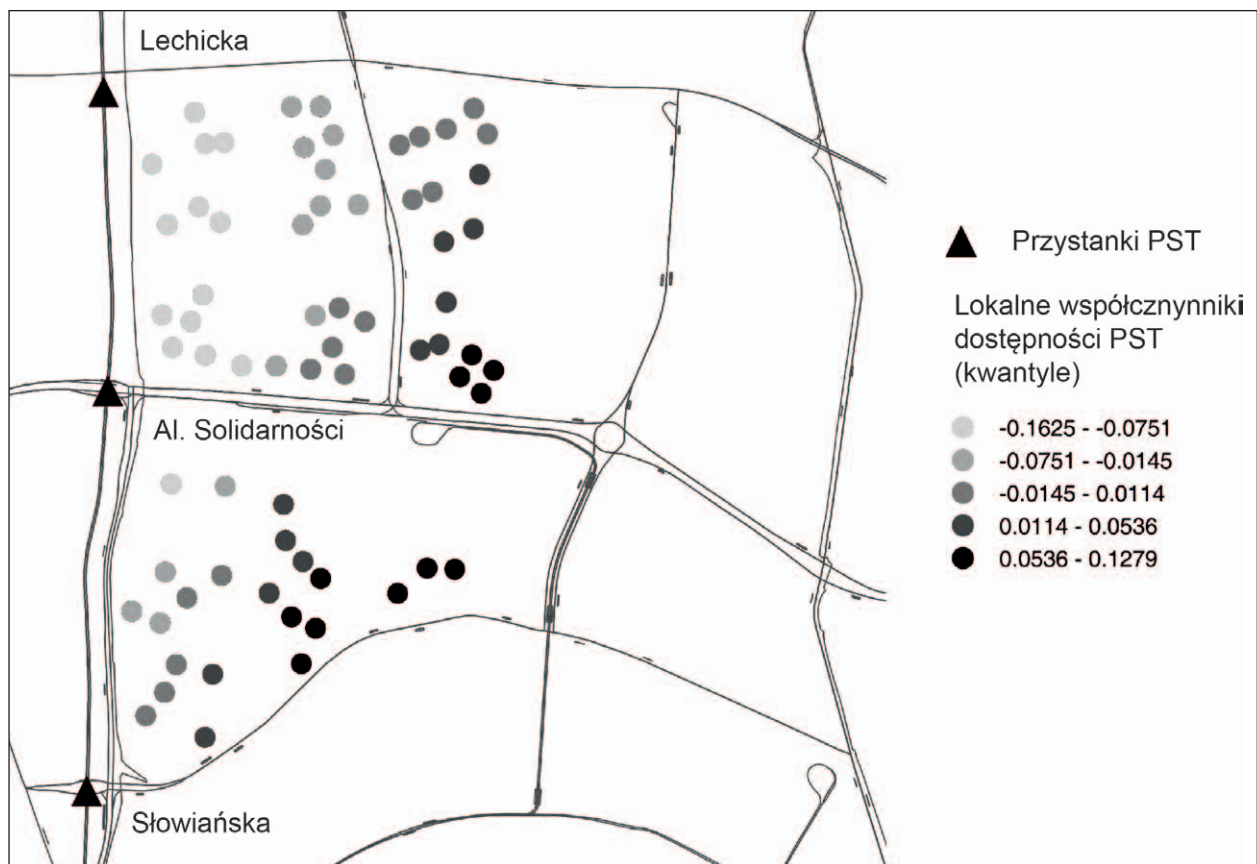 Lechicka
Al. Solidarności
Słowiańska
Przystanki PST
Lokalne współcznynniki
dostępności PST
(kwantyle)
-0.1625 - -0.0751
-0.0751 - -0.0145
-0.0145 - 0.0114
0.0114 - 0.0536
0.0536 - 0.1279